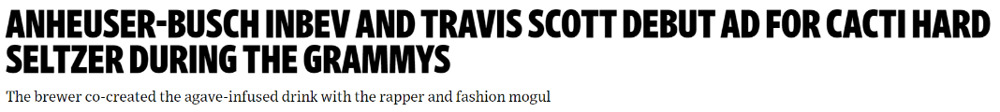 ANHEUSER-BUSCH INBEV AND TRAVIS SCOTT DEBUT AD FOR CACTI HARD
SELTZER DURING THE GRAMMYS
The brewer co-created the agave-infused drink with the rapper and fashion mogul